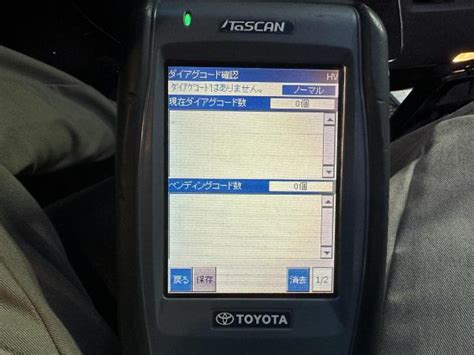 iTaSCAN
ダイアグコード確認 HV
ダイアグコードはありません。 ノーマル
現在ダイアグコード数 0個
ペンディングコード数 0個
戻る 保存 消去 1/2
TOYOTA